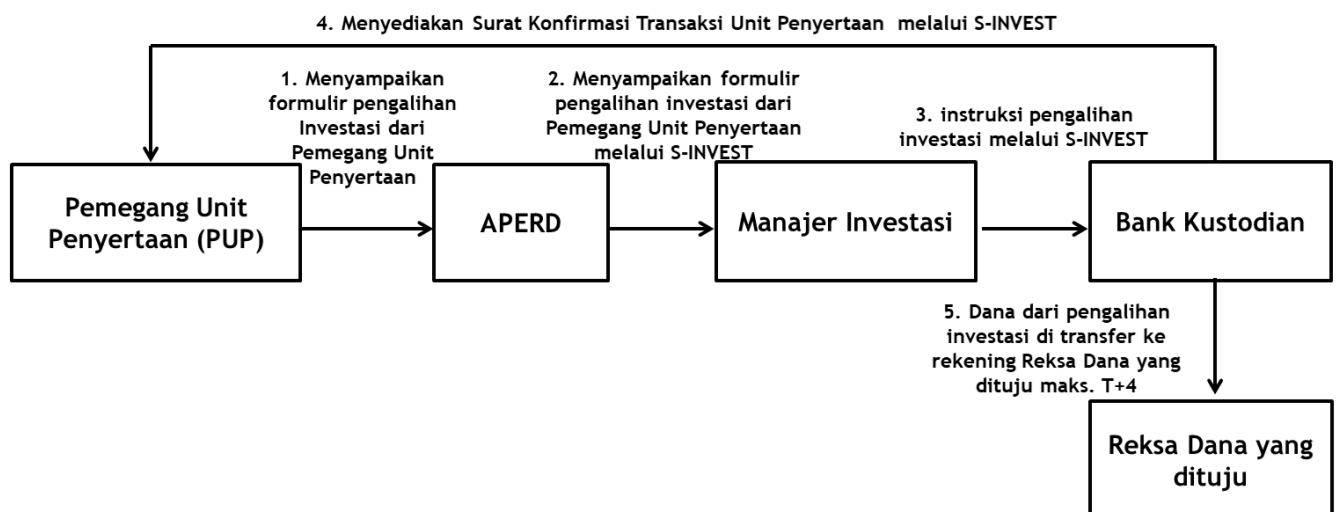 4. Menyediakan Surat Konfirmasi Transaksi Unit Penyertaan melalui S-INVEST
1. Menyampaikan
formulir pengalihan
Investasi dari
Pemegang Unit
Penyertaan
2. Menyampaikan formulir
pengalihan investasi dari
Pemegang Unit Penyertaan
melalui S-INVEST
3. instruksi pengalihan
investasi melalui S-INVEST
Pemegang Unit
Penyertaan (PUP)
APERD
Manajer Investasi
Bank Kustodian
5. Dana dari pengalihan
investasi di transfer ke
rekening Reksa Dana yang
dituju maks. T+4
Reksa Dana yang
dituju